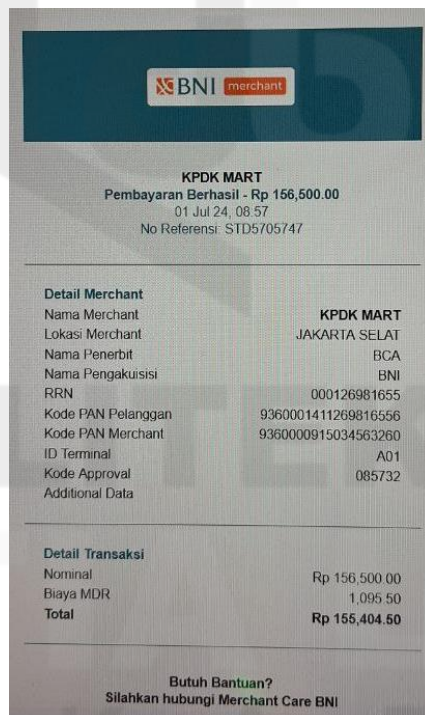 BNI merchant
KPDK MART
Pembayaran Berhasil - Rp 156,500.00
01 Jul 24, 08:57
No Referensi: STD5705747
Detail Merchant
Nama Merchant KPDK MART
Lokasi Merchant JAKARTA SELAT
Nama Penerbit BCA
Nama Pengakuisisi BNI
RRN 000126981655
Kode PAN Pelanggan 9360001411269816556
Kode PAN Merchant 9360000915034563260
ID Terminal A01
Kode Approval 085732
Additional Data
Detail Transaksi
Nominal Rp 156,500.00
Biaya MDR 1,095.50
Total Rp 155,404.50
Butuh Bantuan?
Silahkan hubungi Merchant Care BNI